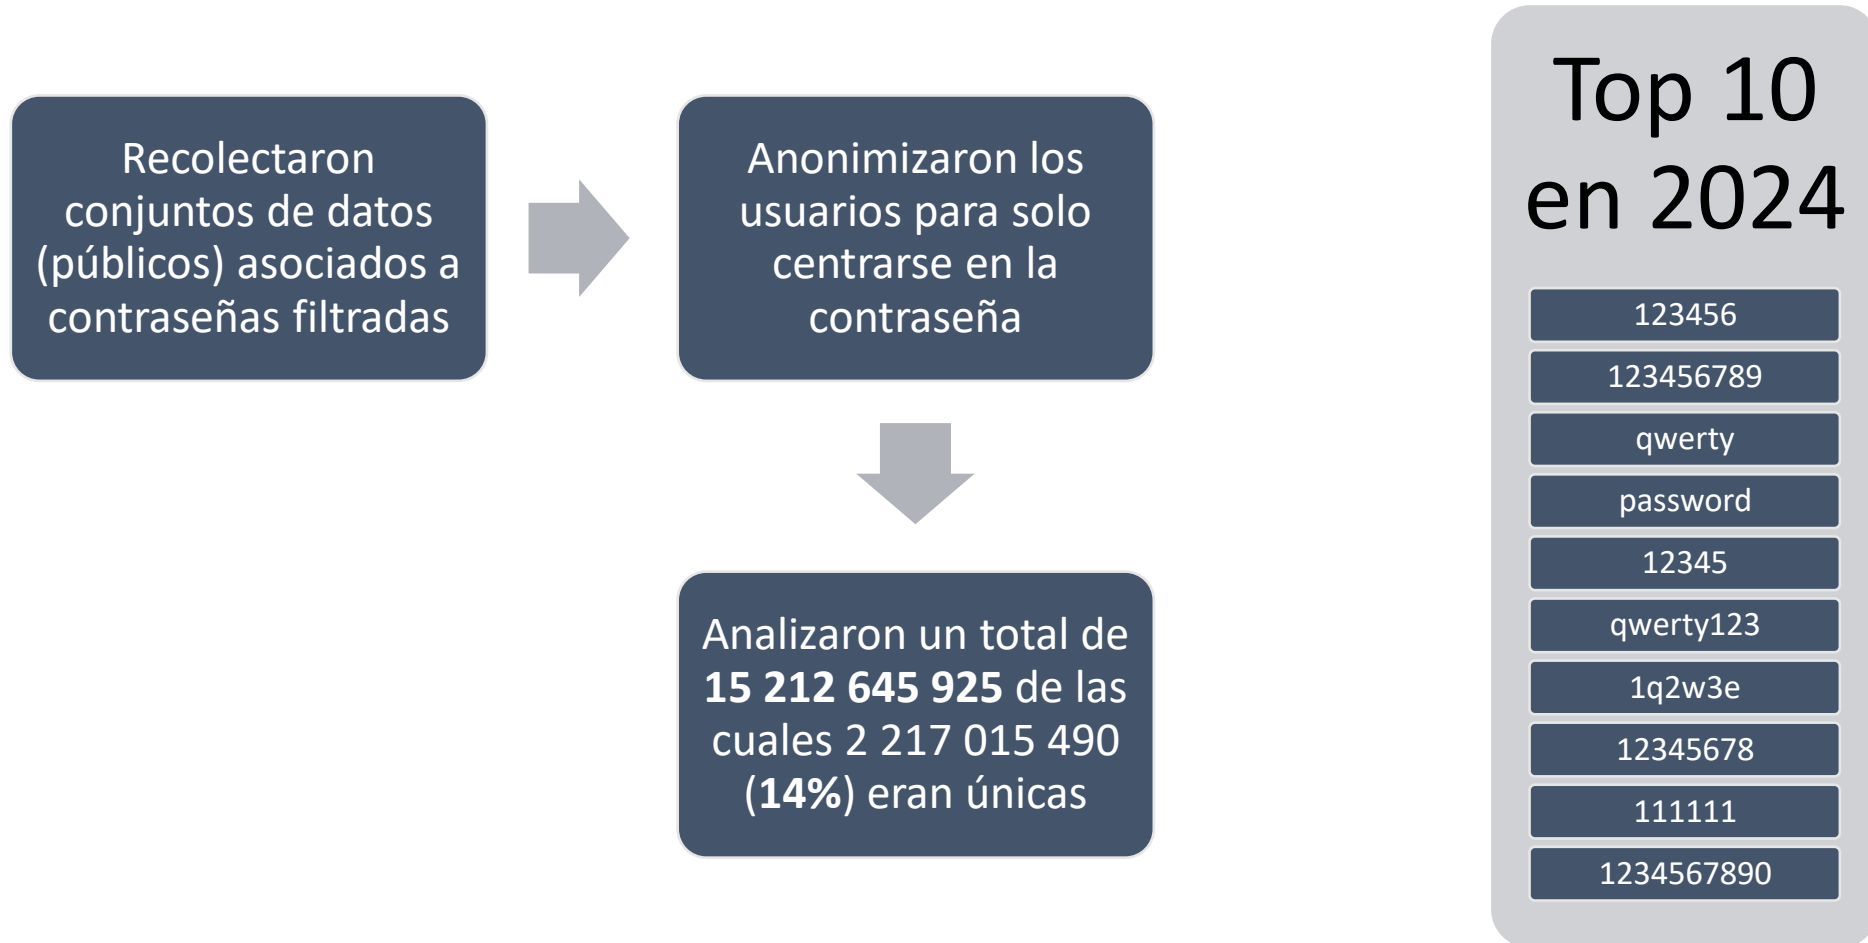 Recolectaron
conjuntos de datos
(públicos) asociados a
contraseñas filtradas
Anonimizaron los
usuarios para solo
centrarse en la
contraseña
Analizaron un total de
15 212 645 925 de las
cuales 2 217 015 490
(14%) eran únicas
Top 10
en 2024
123456
123456789
qwerty
password
12345
qwerty123
1q2w3e
12345678
111111
1234567890